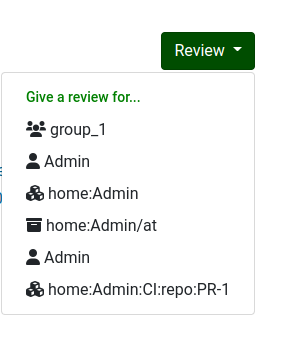 Review
Give a review for...
group_1
Admin
home:Admin
home:Admin/at
Admin
home:Admin:CI:repo:PR-1